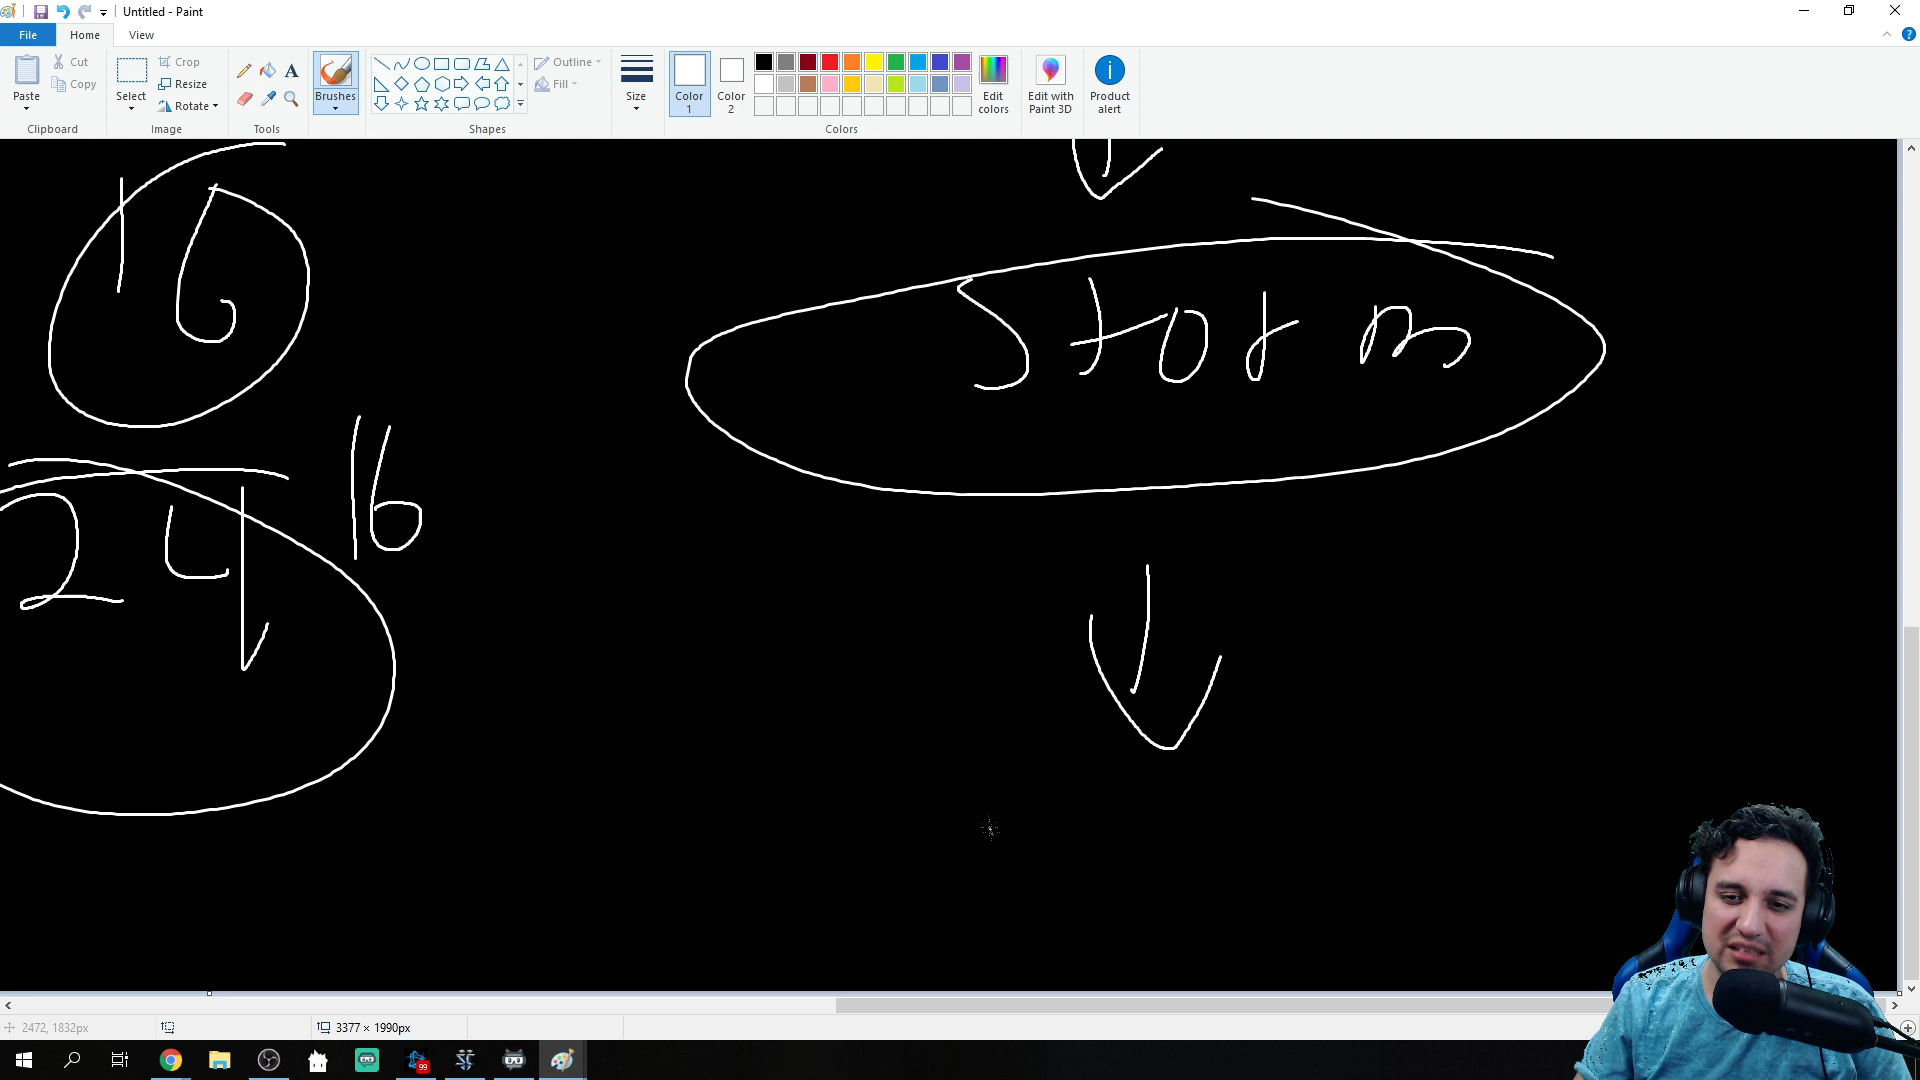 Untitled - Paint
File Home View
Paste
Cut
Copy
Clipboard
Select
Crop
Resize
Rotate
Image
Tools
Brushes
Shapes
Outline
Fill
Size
Color 1
Color 2
Edit colors
Colors
Edit with Paint 3D
Product alert
16
Storm
16
24
2472, 1832px
3377 × 1990px
99